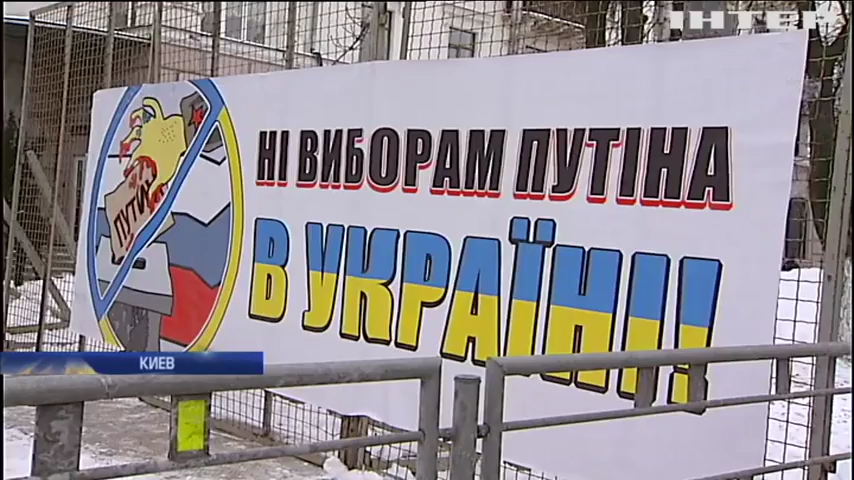 ІНТЕР
НІ ВИБОРАМ ПУТІНА
В УКРАЇНІ!
ПУТИН
КИЕВ